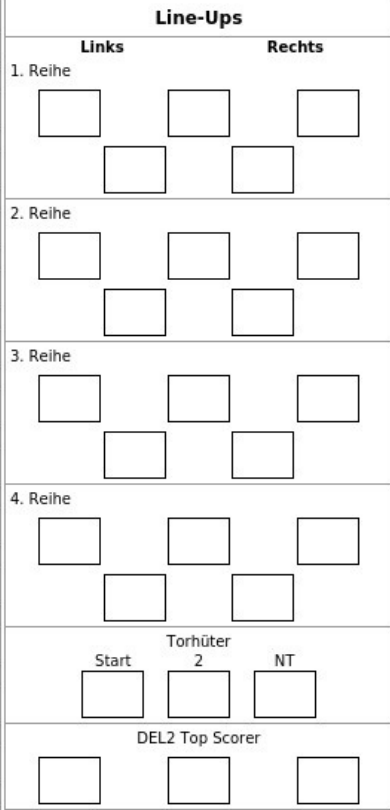 Line-Ups
Links Rechts
1. Reihe
2. Reihe
3. Reihe
4. Reihe
Torhüter
Start 2 NT
DEL2 Top Scorer